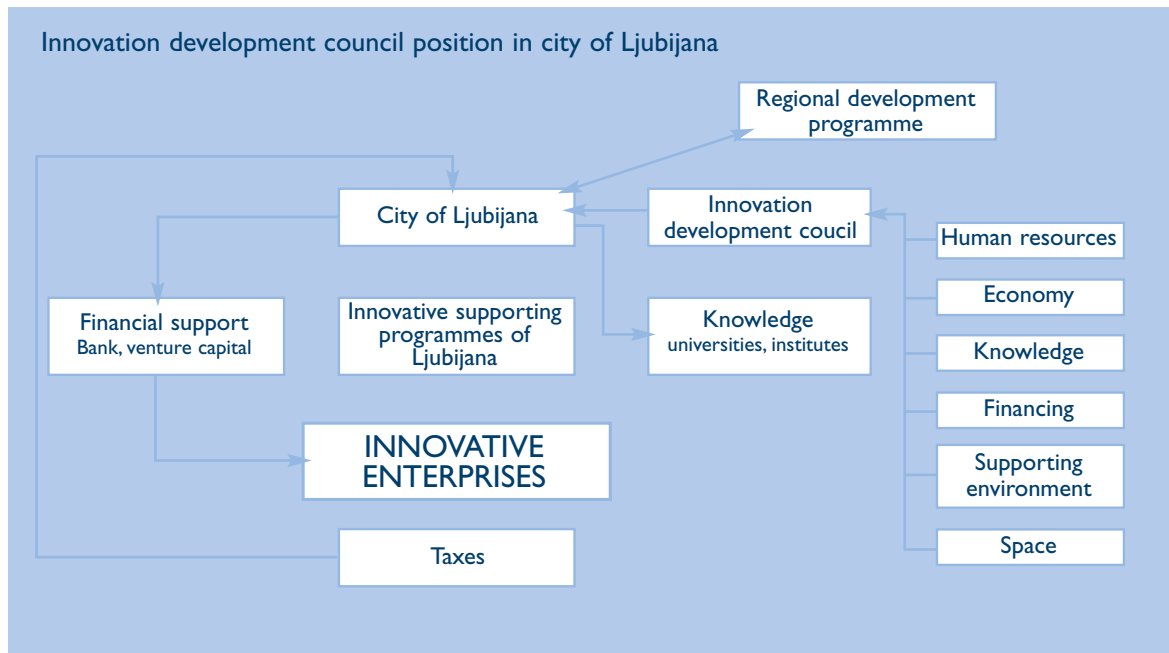 Innovation development council position in city of Ljubijana
Regional development
programme
City of Ljubijana
Innovation
development coucil
Human resources
Economy
Knowledge
Financing
Supporting
environment
Space
Financial support
Bank, venture capital
Innovative supporting
programmes of
Ljubijana
Knowledge
universities, institutes
INNOVATIVE
ENTERPRISES
Taxes